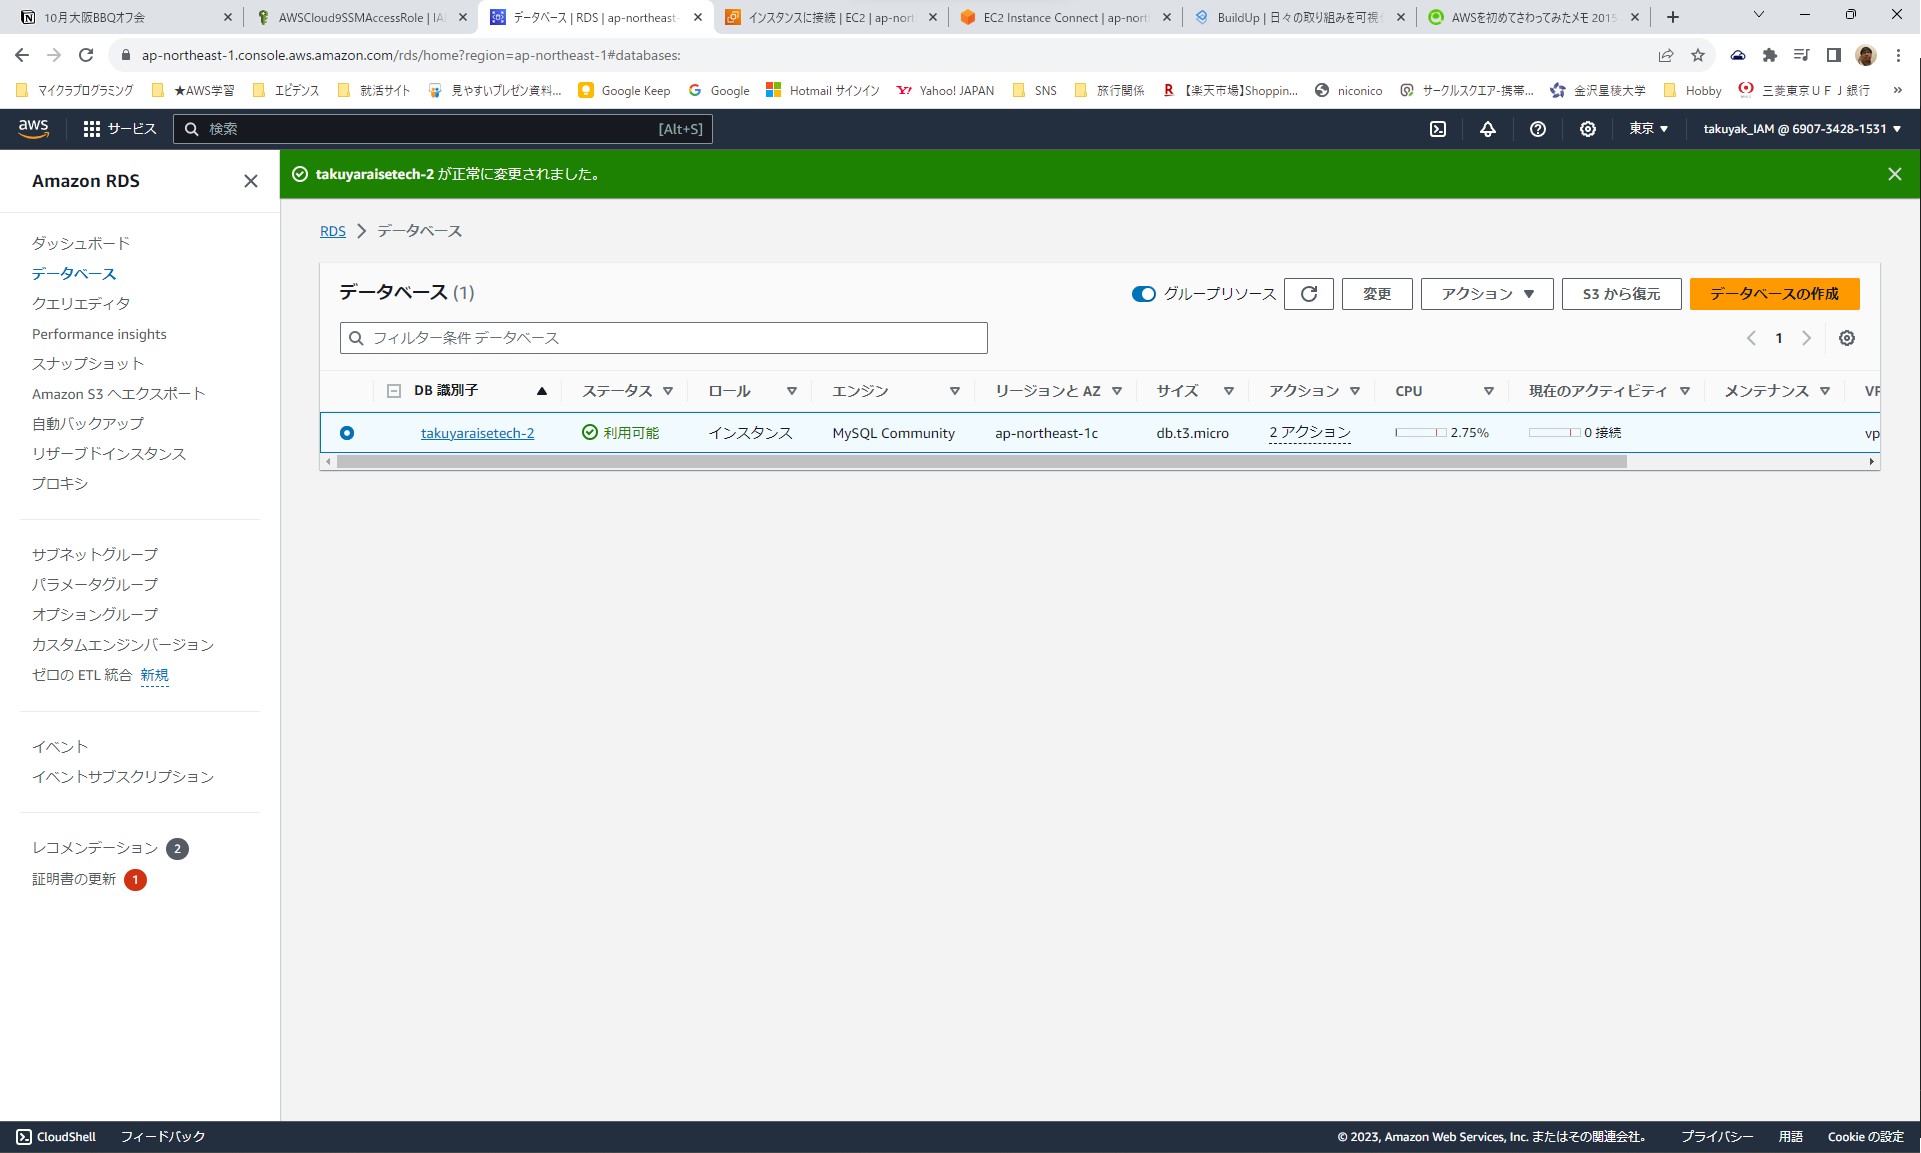 10月大阪BBQオフ会
AWSCloud9SSMAccessRole | IA
データベース | RDS | ap-northeast-
インスタンスに接続 | EC2 | ap-nort
EC2 Instance Connect | ap-nort
BuildUp | 日々の取り組みを可視
AWSを初めてさわってみたメモ 2015
ap-northeast-1.console.aws.amazon.com/rds/home?region=ap-northeast-1#databases:
マイクラプログラミング
★AWS学習
エビデンス
就活サイト
見やすいプレゼン資料...
Google Keep
Google
Hotmail サインイン
Yahoo! JAPAN
SNS
旅行関係
【楽天市場】Shoppin...
niconico
サークルスクエア-携帯...
金沢星稜大学
Hobby
三菱東京ＵＦＪ銀行
»
aws
サービス
検索
[Alt+S]
東京 ▼
takuyak_IAM @ 6907-3428-1531 ▼
Amazon RDS
takuyaraisetech-2 が正常に変更されました。
ダッシュボード
データベース
クエリエディタ
Performance insights
スナップショット
Amazon S3 へエクスポート
自動バックアップ
リザーブドインスタンス
プロキシ
サブネットグループ
パラメータグループ
オプショングループ
カスタムエンジンバージョン
ゼロの ETL 統合 新規
イベント
イベントサブスクリプション
レコメンデーション 2
証明書の更新 1
RDS > データベース
データベース (1)
グループリソース
変更
アクション ▼
S3 から復元
データベースの作成
フィルター条件 データベース
1
DB 識別子 ▲ ステータス ▽ ロール ▽ エンジン ▽ リージョンと AZ ▽ サイズ ▽ アクション ▽ CPU ▽ 現在のアクティビティ ▽ メンテナンス ▽ VP
takuyaraisetech-2 利用可能 インスタンス MySQL Community ap-northeast-1c db.t3.micro 2 アクション 2.75% 0 接続 vp
CloudShell
フィードバック
© 2023, Amazon Web Services, Inc. またはその関連会社。
プライバシー
用語
Cookie の設定